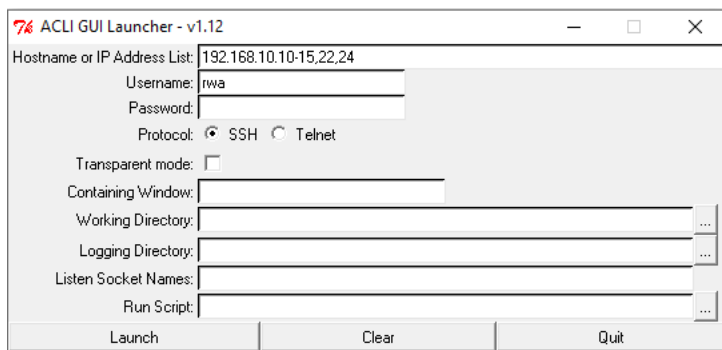 ACLI GUI Launcher - v1.12
Hostname or IP Address List: 192.168.10.10-15,22,24
Username: rwa
Password:
Protocol: SSH Telnet
Transparent mode:
Containing Window:
Working Directory: ...
Logging Directory: ...
Listen Socket Names:
Run Script: ...
Launch Clear Quit